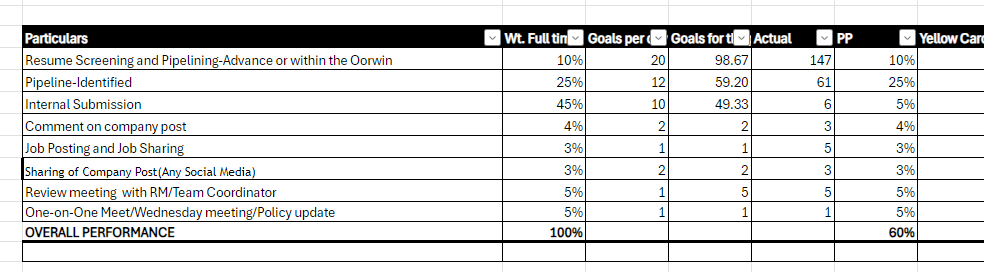 Particulars Wt. Full tin Goals per Goals for Actual PP Yellow
Resume Screening and Pipelining-Advance or within the Oorwin 10% 20 98.67 147 10%
Pipeline-Identified 25% 12 59.20 61 25%
Internal Submission 45% 10 49.33 6 5%
Comment on company post 4% 2 2 3 4%
Job Posting and Job Sharing 3% 1 1 5 3%
Sharing of Company Post(Any Social Media) 3% 2 2 3 3%
Review meeting with RM/Team Coordinator 5% 1 5 5 5%
One-on-One Meet/Wednesday meeting/Policy update 5% 1 1 1 5%
OVERALL PERFORMANCE 100% 60%